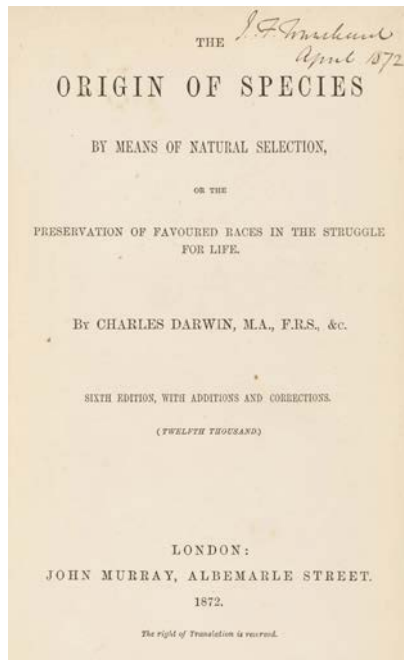 THE
April 1872
ORIGIN OF SPECIES
BY MEANS OF NATURAL SELECTION,
OR THE
PRESERVATION OF FAVOURED RACES IN THE STRUGGLE
FOR LIFE.
BY CHARLES DARWIN, M.A., F.R.S., &c.
SIXTH EDITION, WITH ADDITIONS AND CORRECTIONS.
(TWELFTH THOUSAND.)
LONDON:
JOHN MURRAY, ALBEMARLE STREET.
1872.
The right of Translation is reserved.